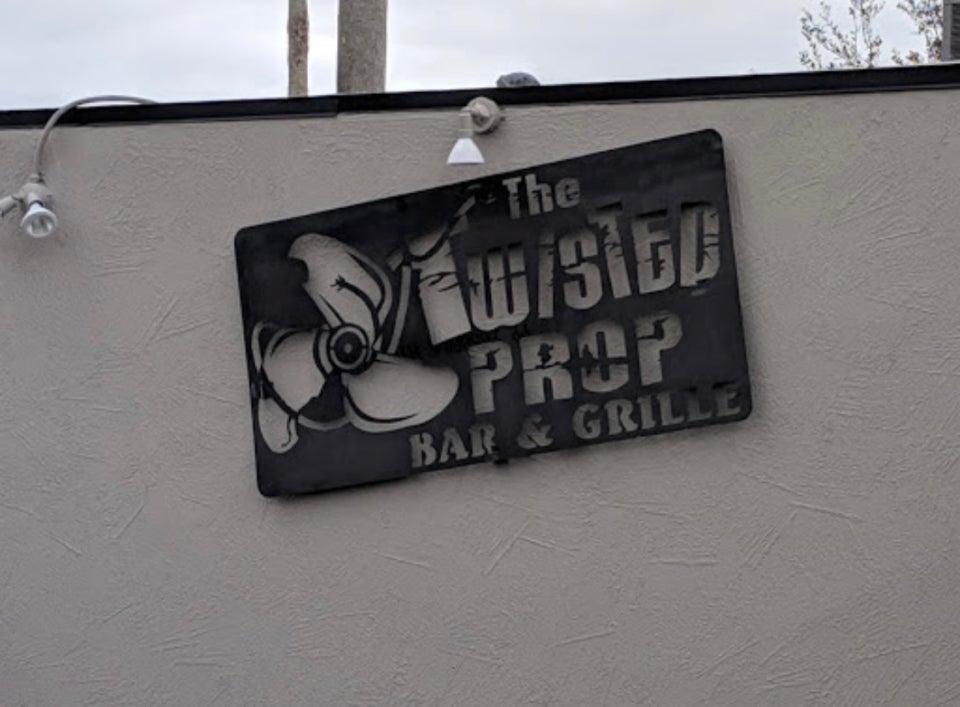 The
TWISTED
PROP
BAR & GRILLE